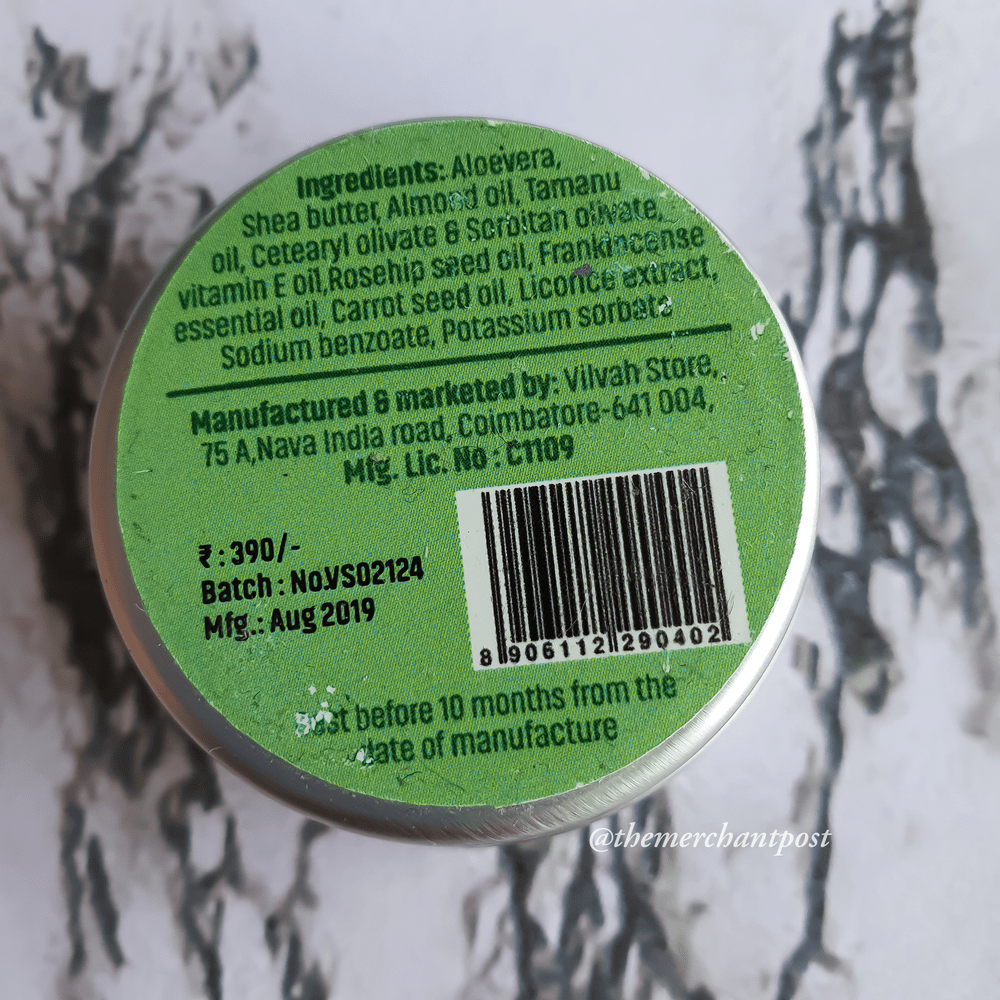 Ingredients: Aloevera,
Shea butter, Almond oil, Tamanu
oil, Cetearyl olivate & Sorbitan olivate,
vitamin E oil,Rosehip seed oil, Frankincense
essential oil, Carrot seed oil, Licorice extract,
Sodium benzoate, Potassium sorbate
Manufactured & marketed by: Vilvah Store,
75 A,Nava India road, Coimbatore-641 004,
Mfg. Lic. No : C1109
₹ : 390/-
Batch : No.VS02124
Mfg.: Aug 2019
8 906112 290402
Best before 10 months from the
date of manufacture
@themerchantpost